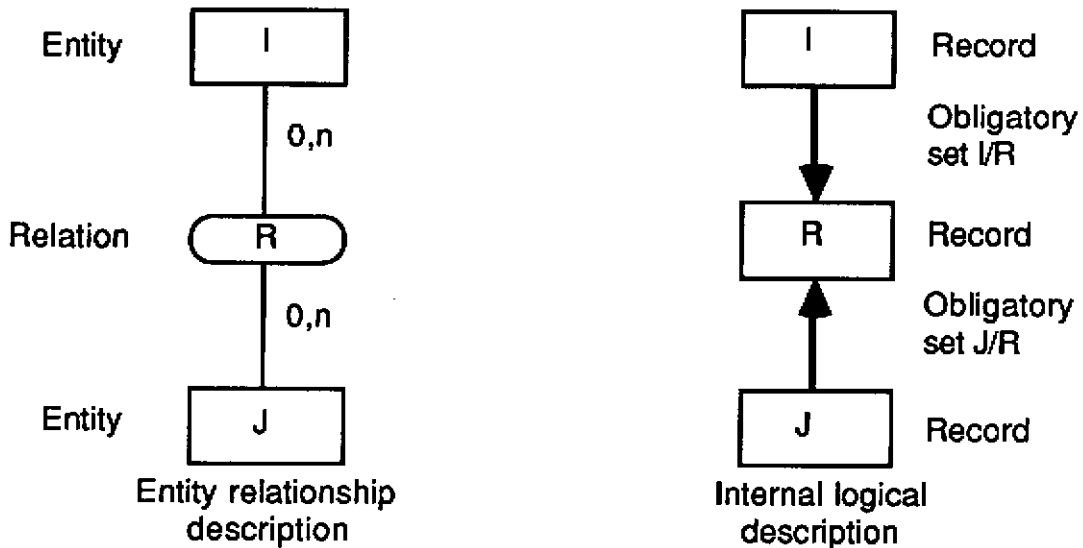 Entity
I
0,n
Relation
R
0,n
Entity
J
Entity relationship
description
I
Record
Obligatory
set I/R
R
Record
Obligatory
set J/R
J
Record
Internal logical
description